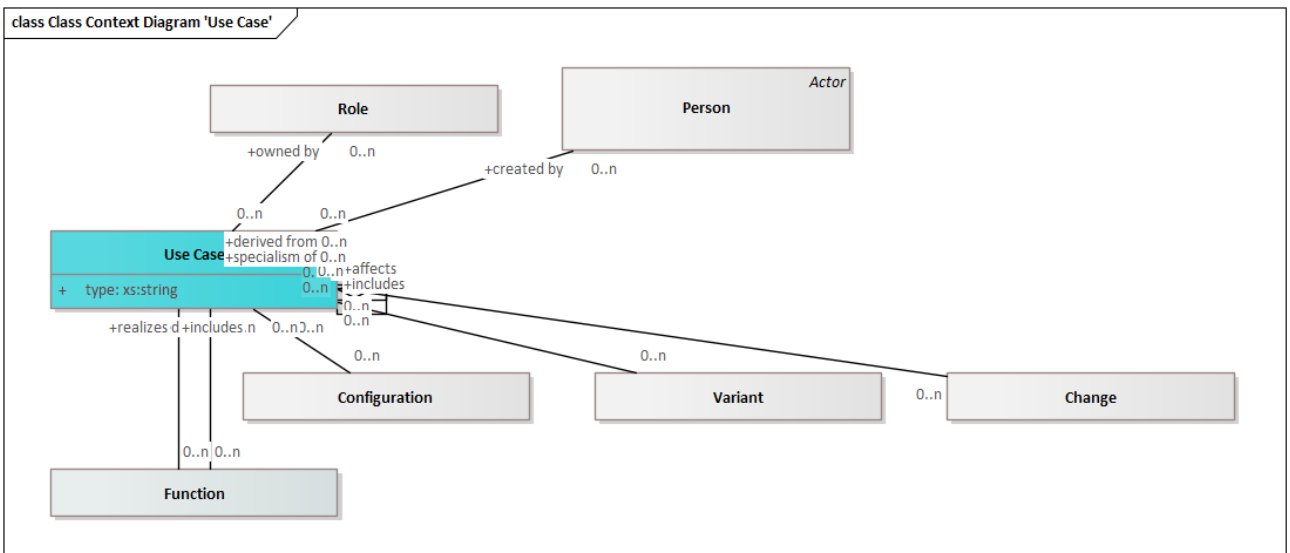 class Class Context Diagram 'Use Case'
Actor
Person
Role
+owned by 0..n
+created by 0..n
0..n 0..n
+derived from 0..n
Use Case
+specialism of 0..n
0..n +affects
+ type: xs:string
0..n +includes
0..n
0..n
+realizes +includes 0..n
0..n 0..n
Configuration
Variant
0..n
Change
0..n 0..n
Function